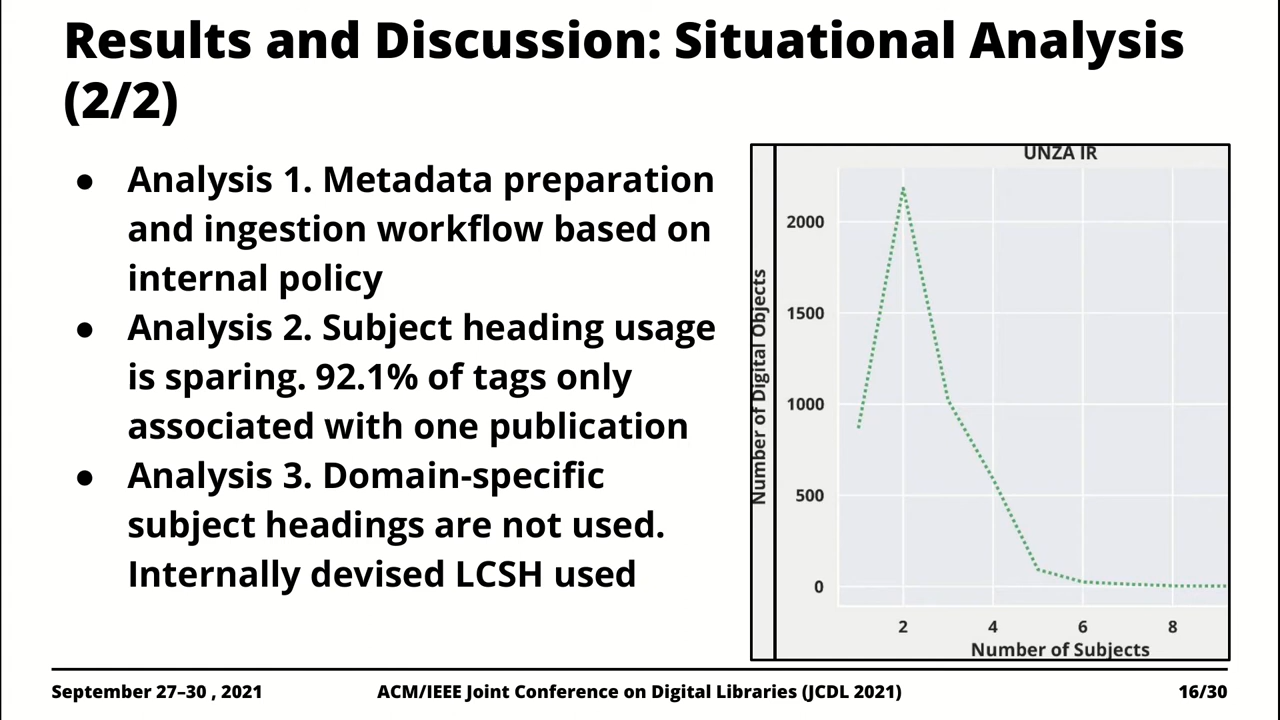 Results and Discussion: Situational Analysis
(2/2)
● Analysis 1. Metadata preparation
and ingestion workflow based on
internal policy
● Analysis 2. Subject heading usage
is sparing. 92.1% of tags only
associated with one publication
● Analysis 3. Domain-specific
subject headings are not used.
Internally devised LCSH used
UNZA IR
Number of Digital Objects
2000
1500
1000
500
0
2 4 6 8
Number of Subjects
September 27–30 , 2021 ACM/IEEE Joint Conference on Digital Libraries (JCDL 2021) 16/30